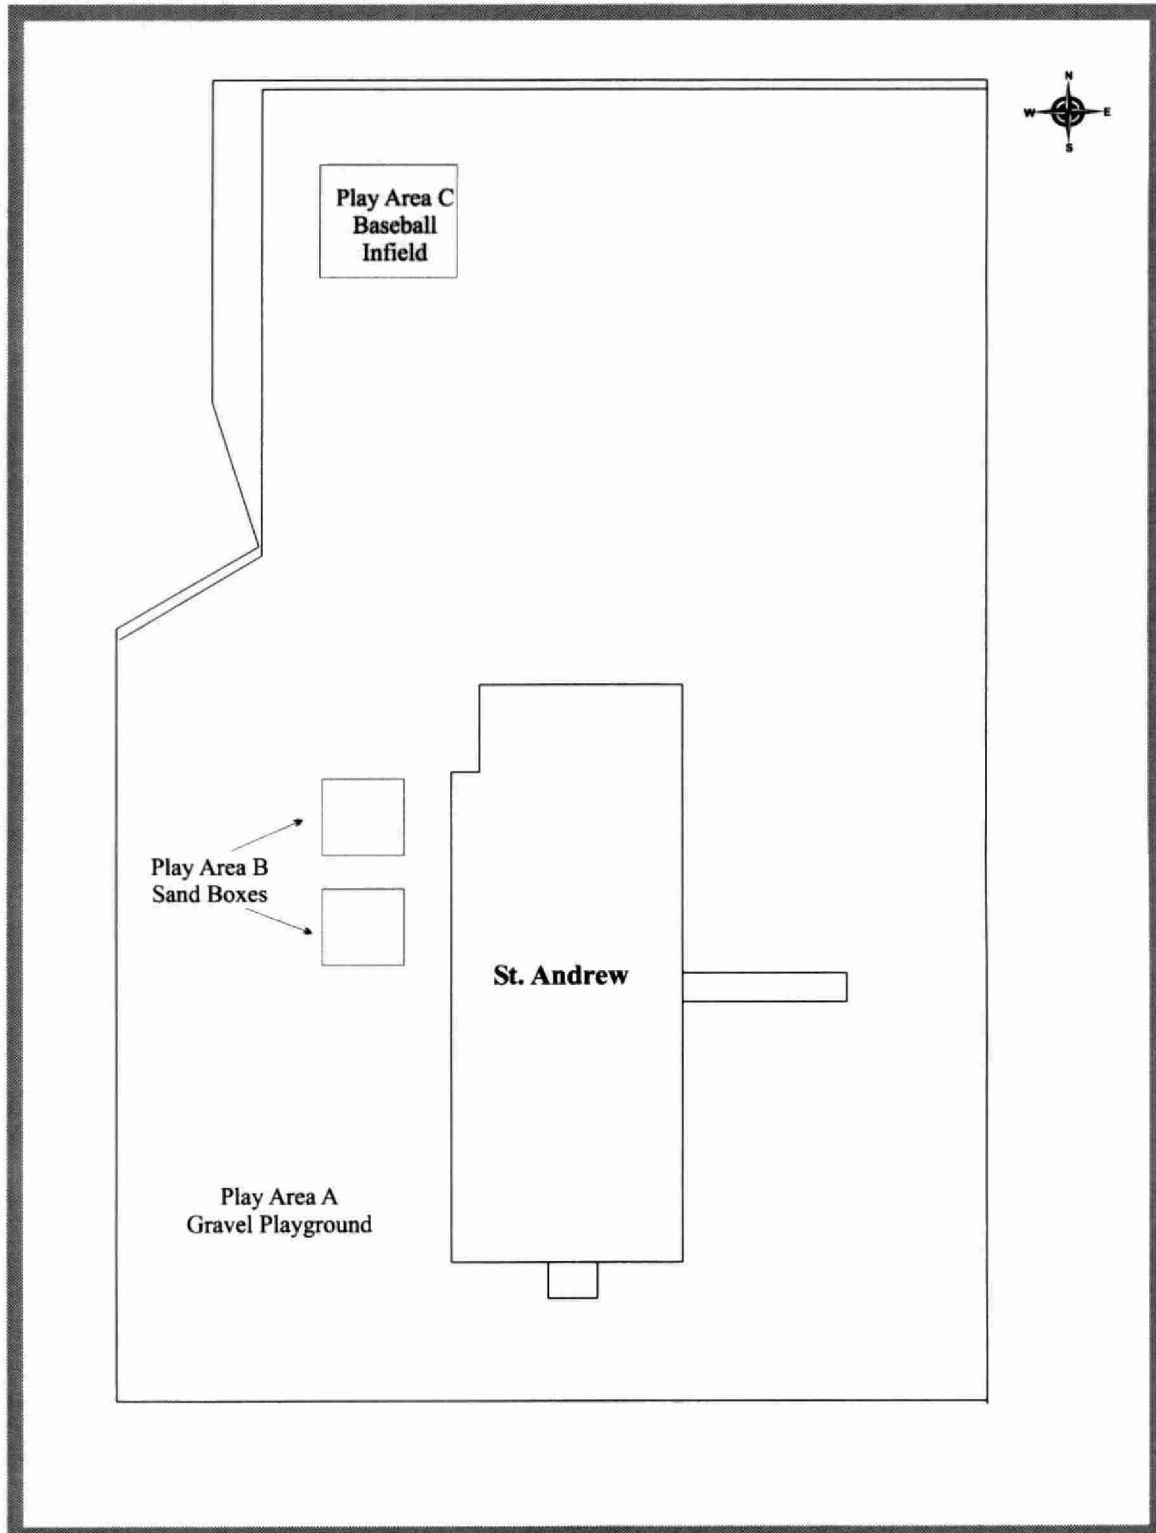 N
W E
S
Play Area C
Baseball
Infield
Play Area B
Sand Boxes
St. Andrew
Play Area A
Gravel Playground